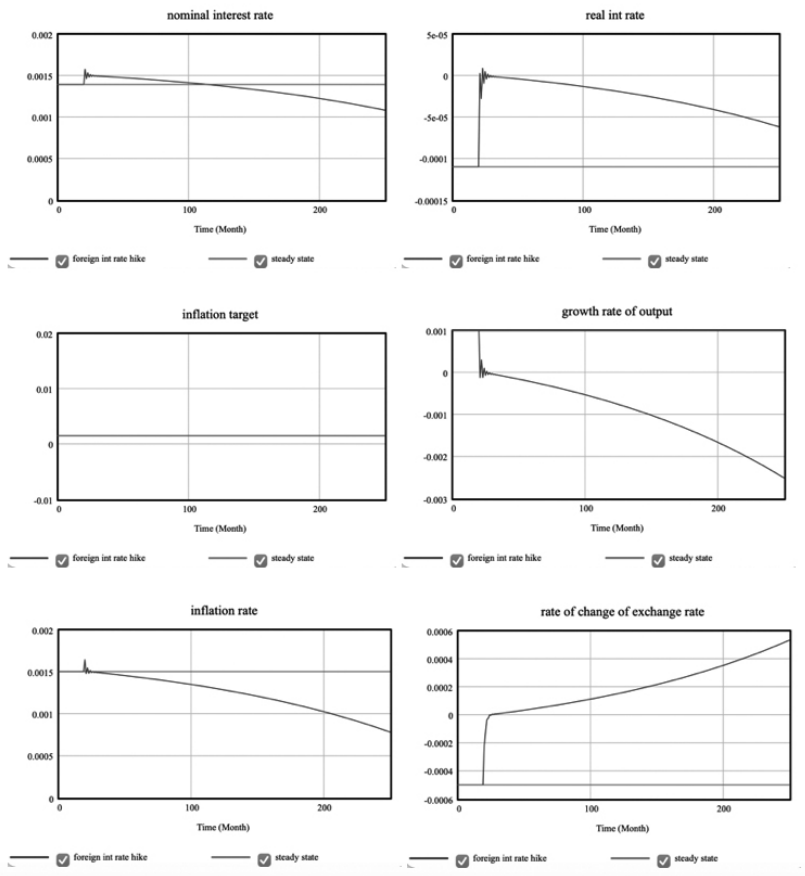 nominal interest rate
0.002
0.0015
0.001
0.0005
0
0 100 200
Time (Month)
foreign int rate hike steady state
real int rate
5e-05
0
-5e-05
-0.0001
-0.00015
0 100 200
Time (Month)
foreign int rate hike steady state
inflation target
0.02
0.01
0
-0.01
0 100 200
Time (Month)
foreign int rate hike steady state
growth rate of output
0.001
0
-0.001
-0.002
-0.003
0 100 200
Time (Month)
foreign int rate hike steady state
inflation rate
0.002
0.0015
0.001
0.0005
0
0 100 200
Time (Month)
foreign int rate hike steady state
rate of change of exchange rate
0.0006
0.0004
0.0002
0
-0.0002
-0.0004
-0.0006
0 100 200
Time (Month)
foreign int rate hike steady state